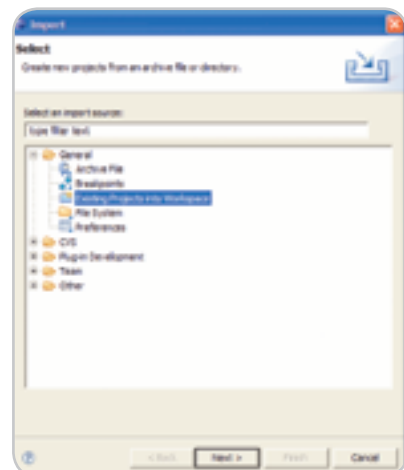 Import
Select
Create new projects from an archive file or directory.
Select an import source:
type filter text
General
Archive File
Breakpoints
Existing Projects into Workspace
File System
Preferences
CVS
Plug-in Development
Team
Other
< Back
Next >
Finish
Cancel